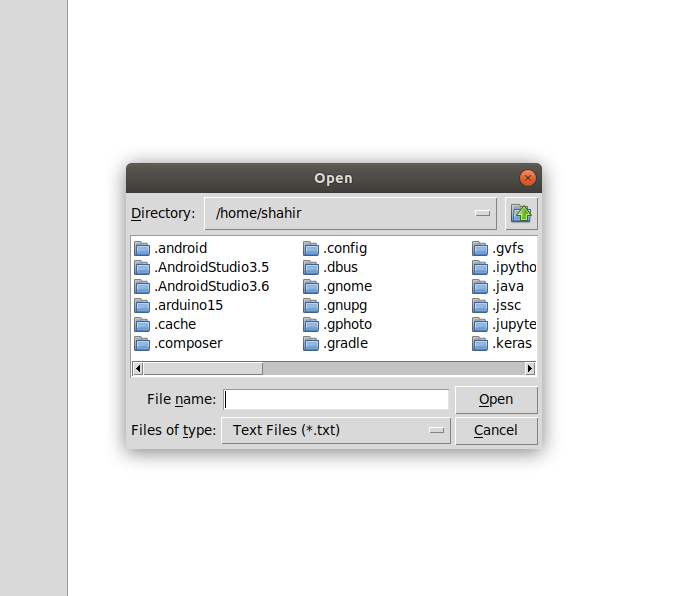 Open
Directory: /home/shahir
.android .config .gvfs
.AndroidStudio3.5 .dbus .ipytho
.AndroidStudio3.6 .gnome .java
.arduino15 .gnupg .jssc
.cache .gphoto .jupyte
.composer .gradle .keras
File name: Open
Files of type: Text Files (*.txt) Cancel